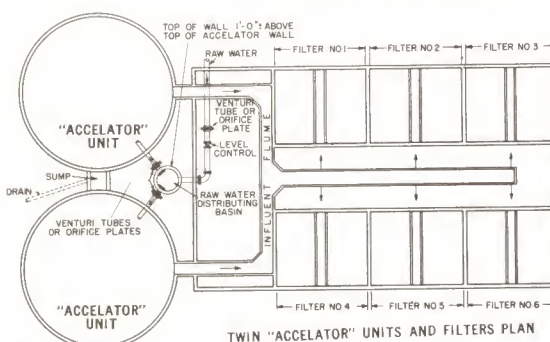 TOP OF WALL 1'-0"± ABOVE
TOP OF ACCELATOR WALL
RAW WATER
FILTER NO 1
FILTER NO 2
FILTER NO 3
"ACCELATOR"
UNIT
VENTURI
TUBE OR
ORIFICE
PLATE
LEVEL
CONTROL
INFLUENT FLUME
SUMP
DRAIN
RAW WATER
DISTRIBUTING
BASIN
VENTURI TUBES
OR ORIFICE PLATES
"ACCELATOR"
UNIT
FILTER NO.4
FILTER NO 5
FILTER NO.6
TWIN "ACCELATOR" UNITS AND FILTERS PLAN